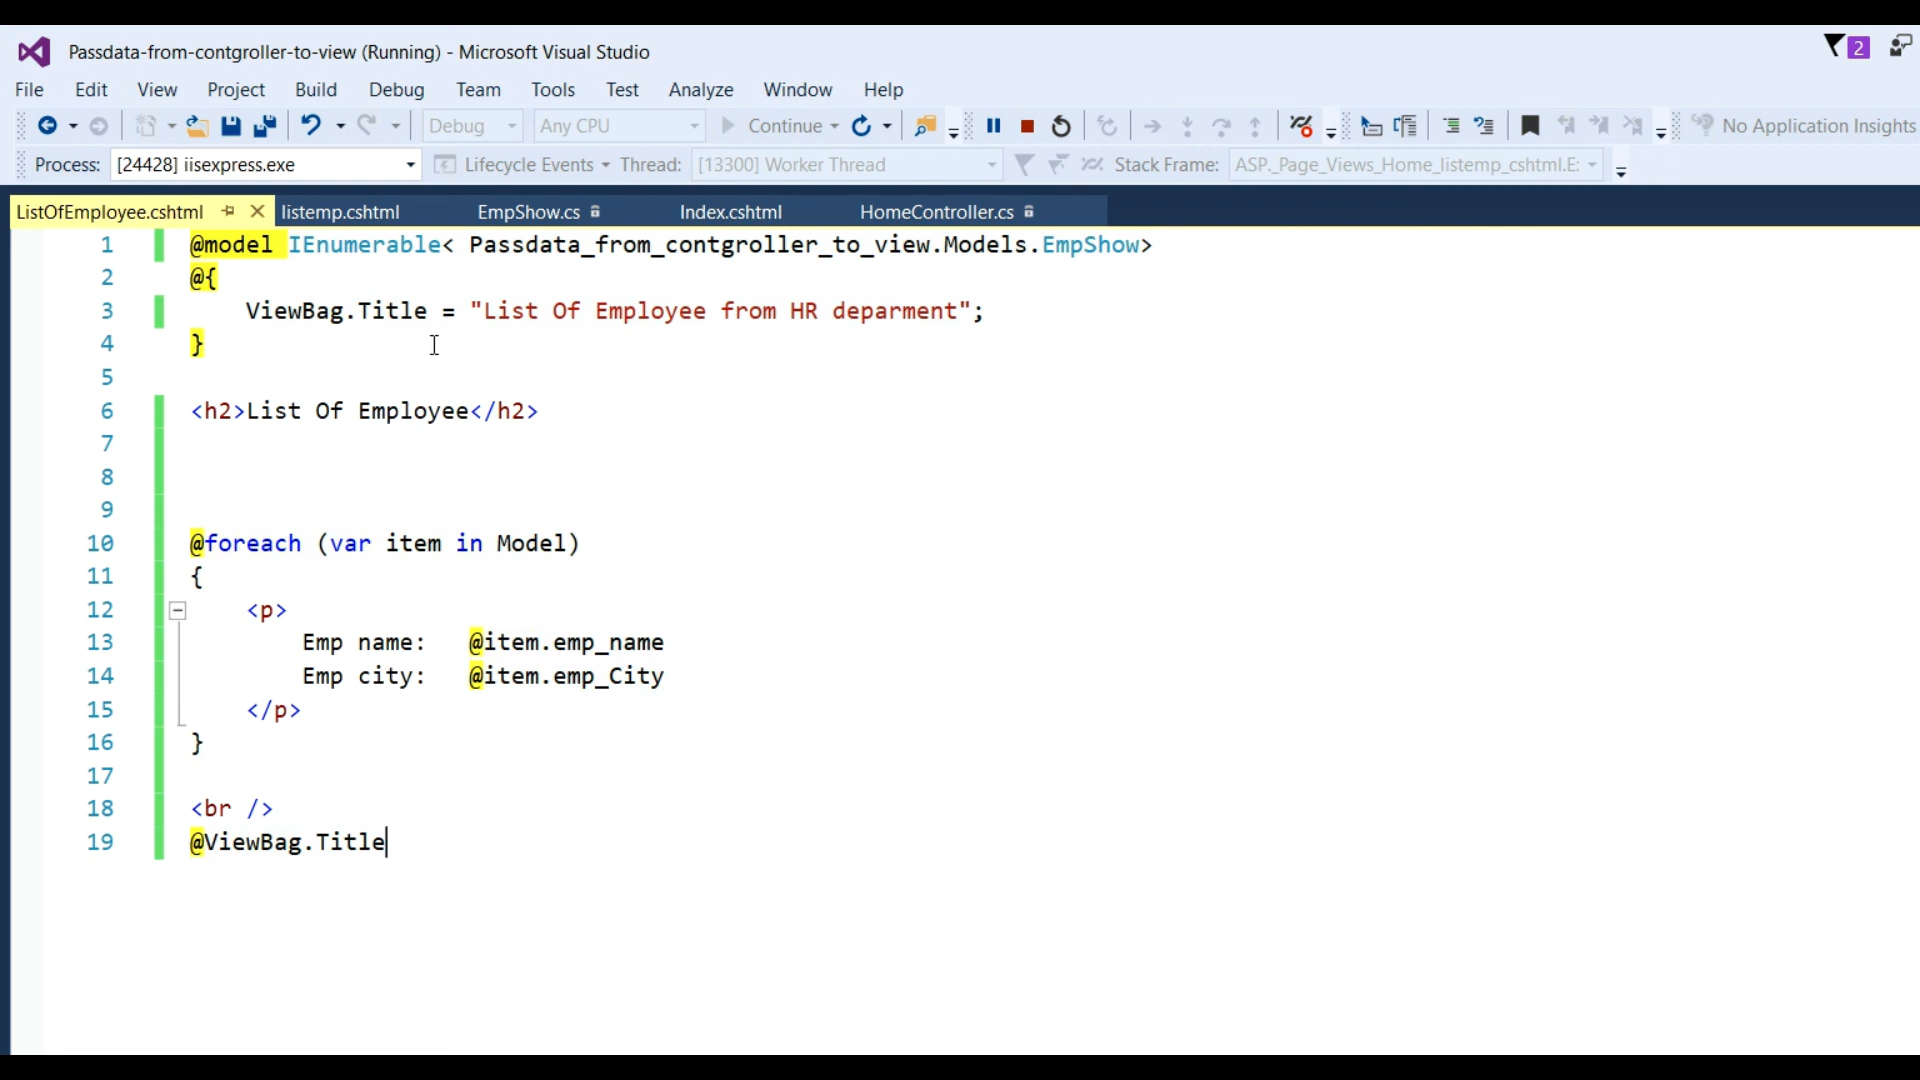 Passdata-from-contgroller-to-view (Running) - Microsoft Visual Studio
2
File Edit View Project Build Debug Team Tools Test Analyze Window Help
Debug Any CPU Continue No Application Insights
Process: [24428] iisexpress.exe Lifecycle Events Thread: [13300] Worker Thread Stack Frame: ASP._Page_Views_Home_listemp_cshtml.E:
ListOfEmployee.cshtml listemp.cshtml EmpShow.cs Index.cshtml HomeController.cs
1 @model IEnumerable< Passdata_from_contgroller_to_view.Models.EmpShow>
2 @{
3 ViewBag.Title = "List Of Employee from HR deparment";
4 }
5
6 <h2>List Of Employee</h2>
7
8
9
10 @foreach (var item in Model)
11 {
12 <p>
13 Emp name: @item.emp_name
14 Emp city: @item.emp_City
15 </p>
16 }
17
18 <br />
19 @ViewBag.Title